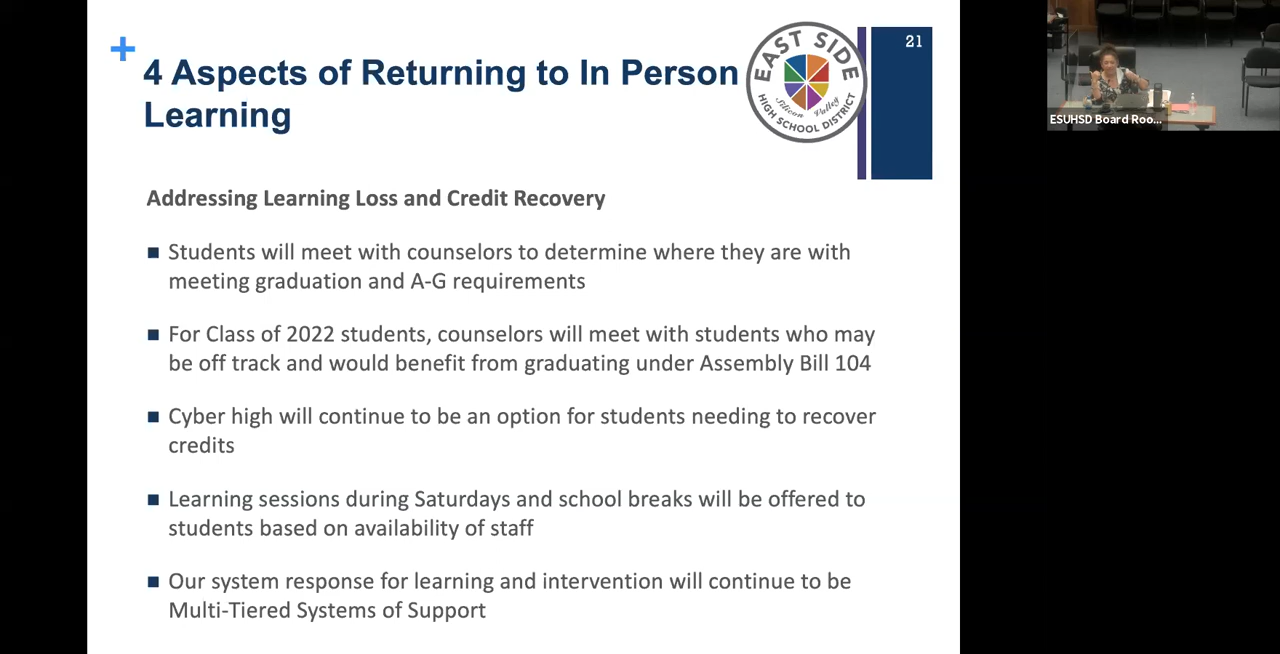 21
4 Aspects of Returning to In Person
Learning
EAST SIDE
Silicon Valley
HIGH SCHOOL DISTRICT
Addressing Learning Loss and Credit Recovery
Students will meet with counselors to determine where they are with
meeting graduation and A-G requirements
For Class of 2022 students, counselors will meet with students who may
be off track and would benefit from graduating under Assembly Bill 104
Cyber high will continue to be an option for students needing to recover
credits
Learning sessions during Saturdays and school breaks will be offered to
students based on availability of staff
Our system response for learning and intervention will continue to be
Multi-Tiered Systems of Support
ESUHSD Board Roo...